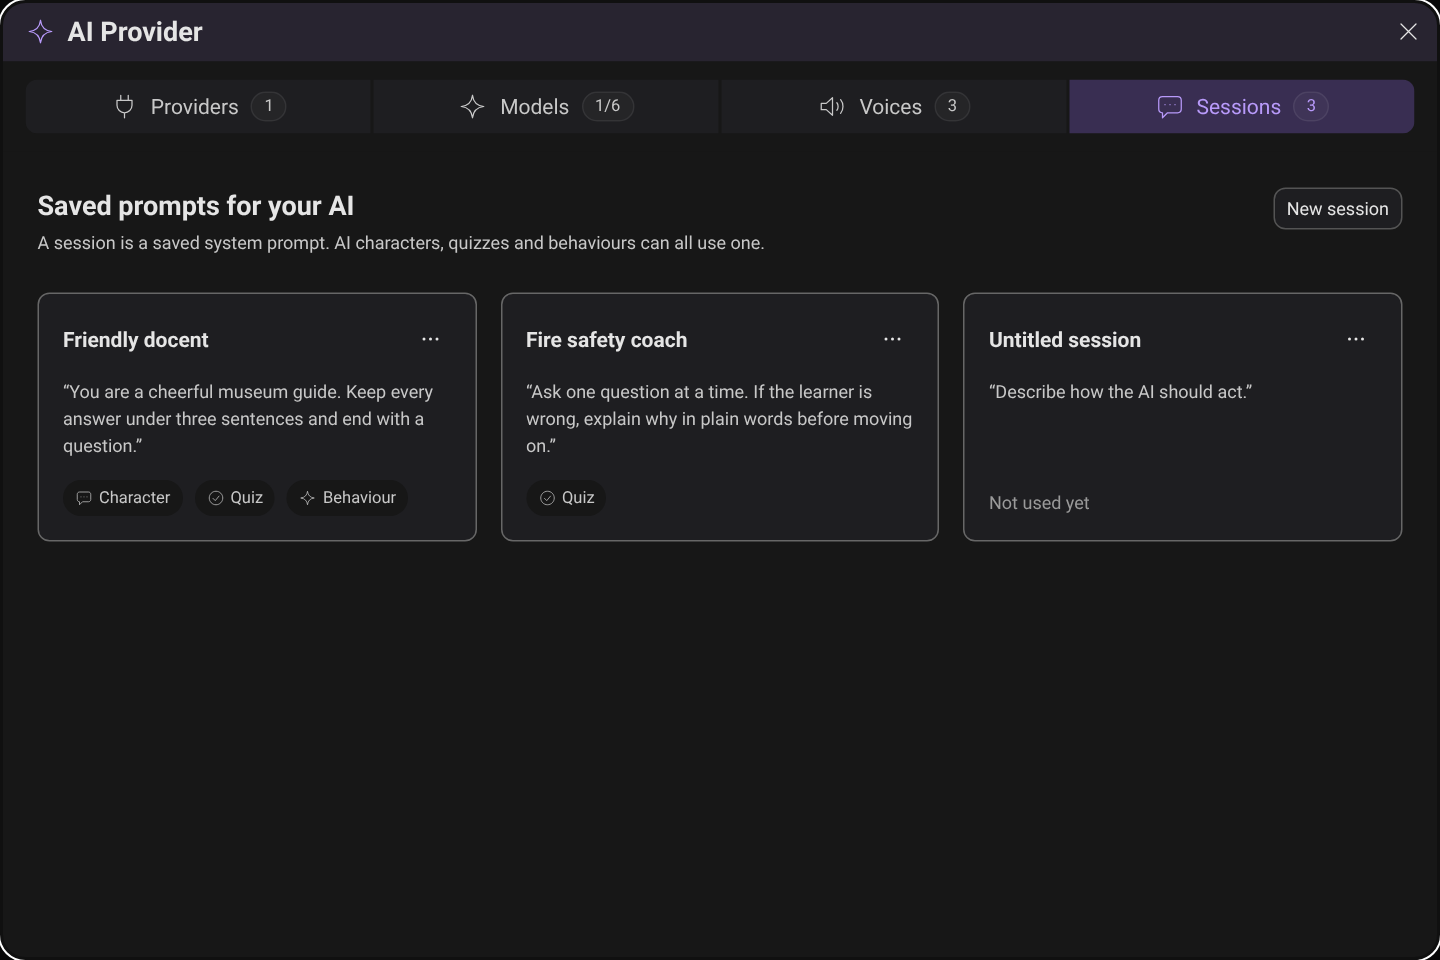 AI Provider
Providers 1
Models 1/6
Voices 3
Sessions 3
Saved prompts for your AI
A session is a saved system prompt. AI characters, quizzes and behaviours can all use one.
New session
Friendly docent
“You are a cheerful museum guide. Keep every
answer under three sentences and end with a
question.”
Character
Quiz
Behaviour
Fire safety coach
“Ask one question at a time. If the learner is
wrong, explain why in plain words before moving
on.”
Quiz
Untitled session
“Describe how the AI should act.”
Not used yet